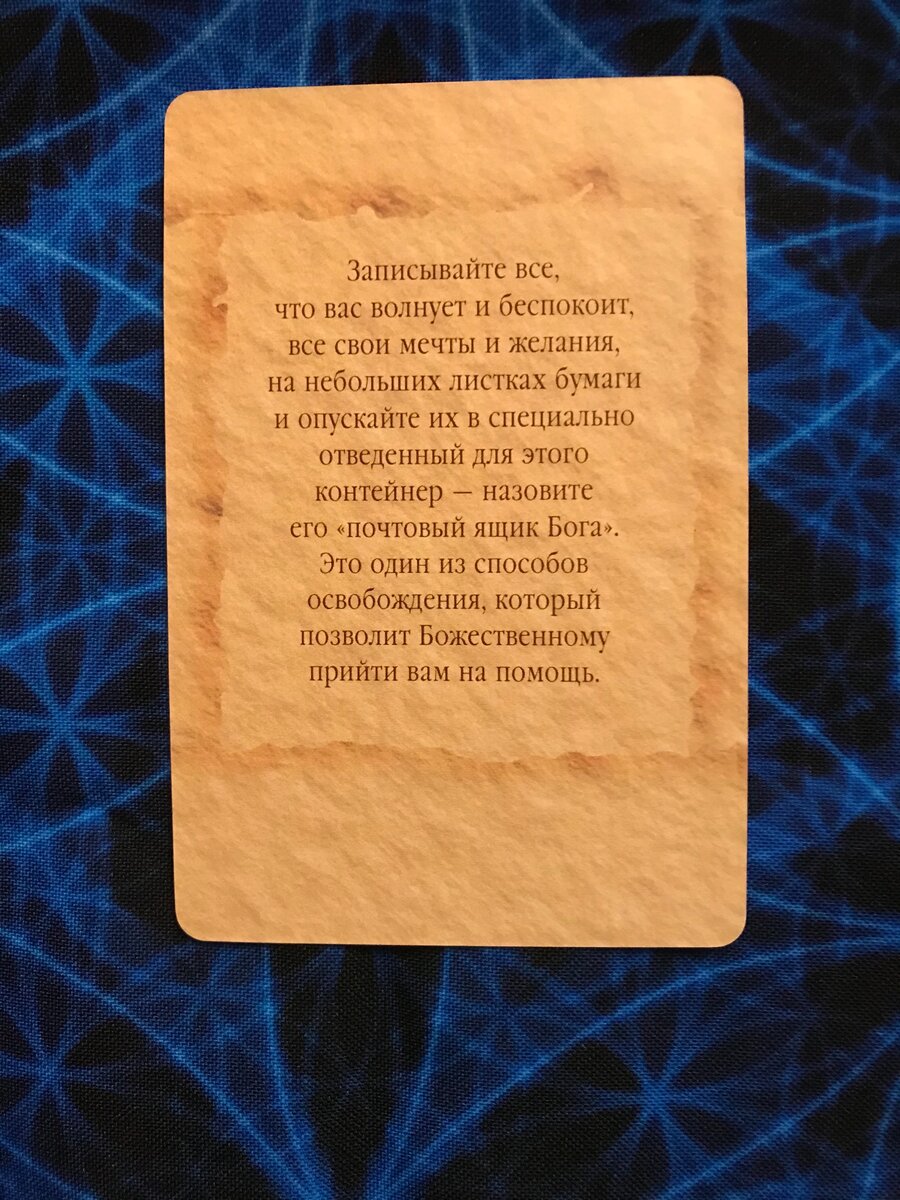 Записывайте все,
что вас волнует и беспокоит,
все свои мечты и желания,
на небольших листках бумаги
и опускайте их в специально
отведенный для этого
контейнер — назовите
его «почтовый ящик Бога».
Это один из способов
освобождения, который
позволит Божественному
прийти вам на помощь.